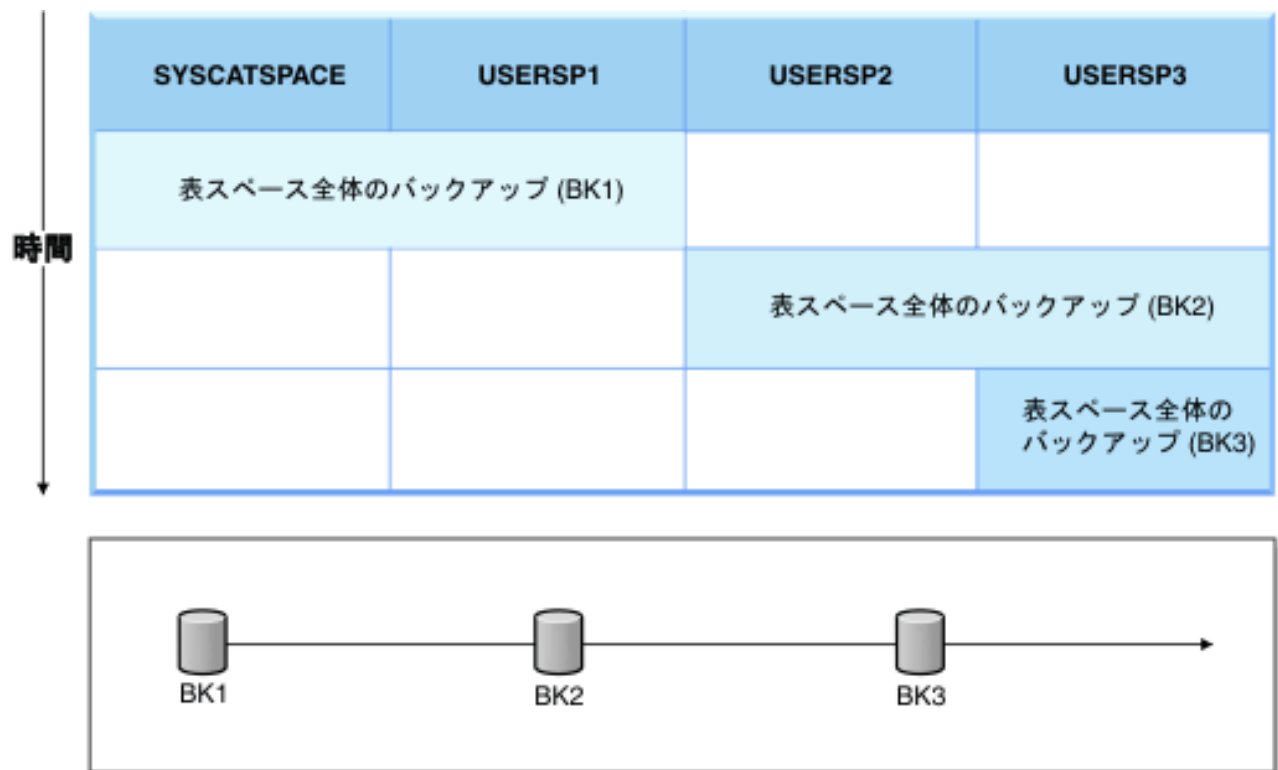 SYSCATSPACE
USERSP1
USERSP2
USERSP3
表スペース全体のバックアップ (BK1)
時間
表スペース全体のバックアップ (BK2)
表スペース全体の
バックアップ (BK3)
BK1
BK2
BK3